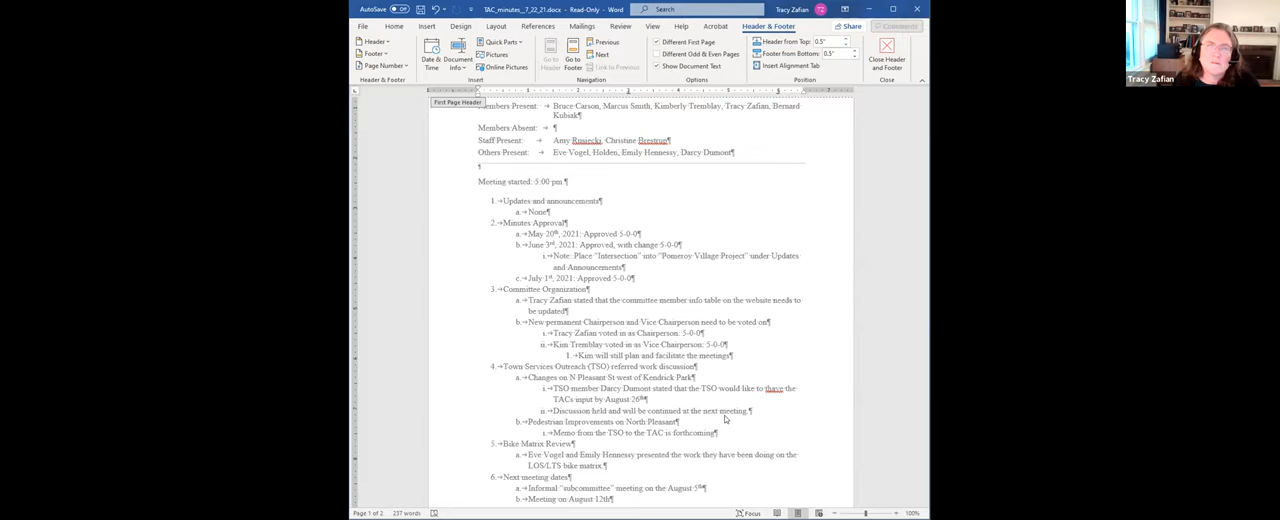 AutoSave Off TAC_minutes_7_22_21.docx - Read-Only - Word Search Tracy Zafian TZ
File Home Insert Design Layout References Mailings Review View Help Acrobat Header & Footer Share Comments
Header Date & Time Document Info Quick Parts Go to Header Go to Footer Previous Different First Page Header from Top: 0.5" Close Header and Footer
Footer Pictures Next Different Odd & Even Pages Footer from Bottom: 0.5"
Page Number Online Pictures Link to Previous Show Document Text Insert Alignment Tab
Header & Footer Insert Navigation Options Position Close
First Page Header
Members Present: Bruce Carson, Marcus Smith, Kimberly Tremblay, Tracy Zafian, Bernard
Kubiak¶
Members Absent: ¶
Staff Present: Amy Rusiecki, Christine Brestrup¶
Others Present: Eve Vogel, Holden, Emily Hennessy, Darcy Dumont¶
¶
Meeting started: 5:00 pm.¶
1. Updates and announcements¶
a. None¶
2. Minutes Approval¶
a. May 20th, 2021: Approved 5-0-0¶
b. June 3rd, 2021: Approved, with change 5-0-0¶
i. Note: Place "Intersection" into "Pomeroy Village Project" under Updates
and Announcements¶
c. July 1st, 2021: Approved 5-0-0¶
3. Committee Organization¶
a. Tracy Zafian stated that the committee member info table on the website needs to
be updated¶
b. New permanent Chairperson and Vice Chairperson need to be voted on¶
i. Tracy Zafian voted in as Chairperson: 5-0-0¶
ii. Kim Tremblay voted in as Vice Chairperson: 5-0-0¶
1. Kim will still plan and facilitate the meetings¶
4. Town Services Outreach (TSO) referred work discussion¶
a. Changes on N Pleasant St west of Kendrick Park¶
i. TSO member Darcy Dumont stated that the TSO would like to thave the
TACs input by August 26th¶
ii. Discussion held and will be continued at the next meeting.¶
b. Pedestrian Improvements on North Pleasant¶
i. Memo from the TSO to the TAC is forthcoming¶
5. Bike Matrix Review¶
a. Eve Vogel and Emily Hennessy presented the work they have been doing on the
LOS/LTS bike matrix.¶
6. Next meeting dates¶
a. Informal "subcommittee" meeting on the August 5th¶
b. Meeting on August 12th¶
Page 1 of 2 237 words Focus 100%
Tracy Zafian